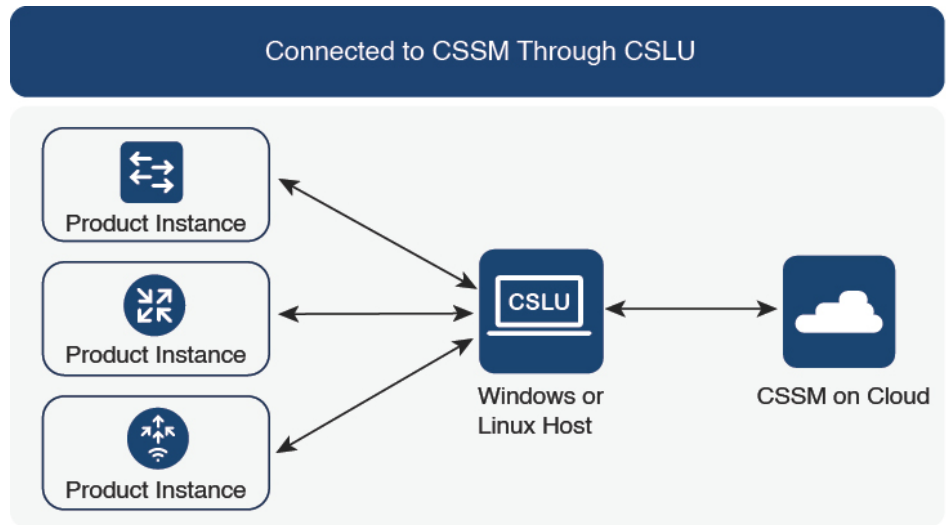 Connected to CSSM Through CSLU
Product Instance
Product Instance
Product Instance
CSLU
Windows or
Linux Host
CSSM on Cloud